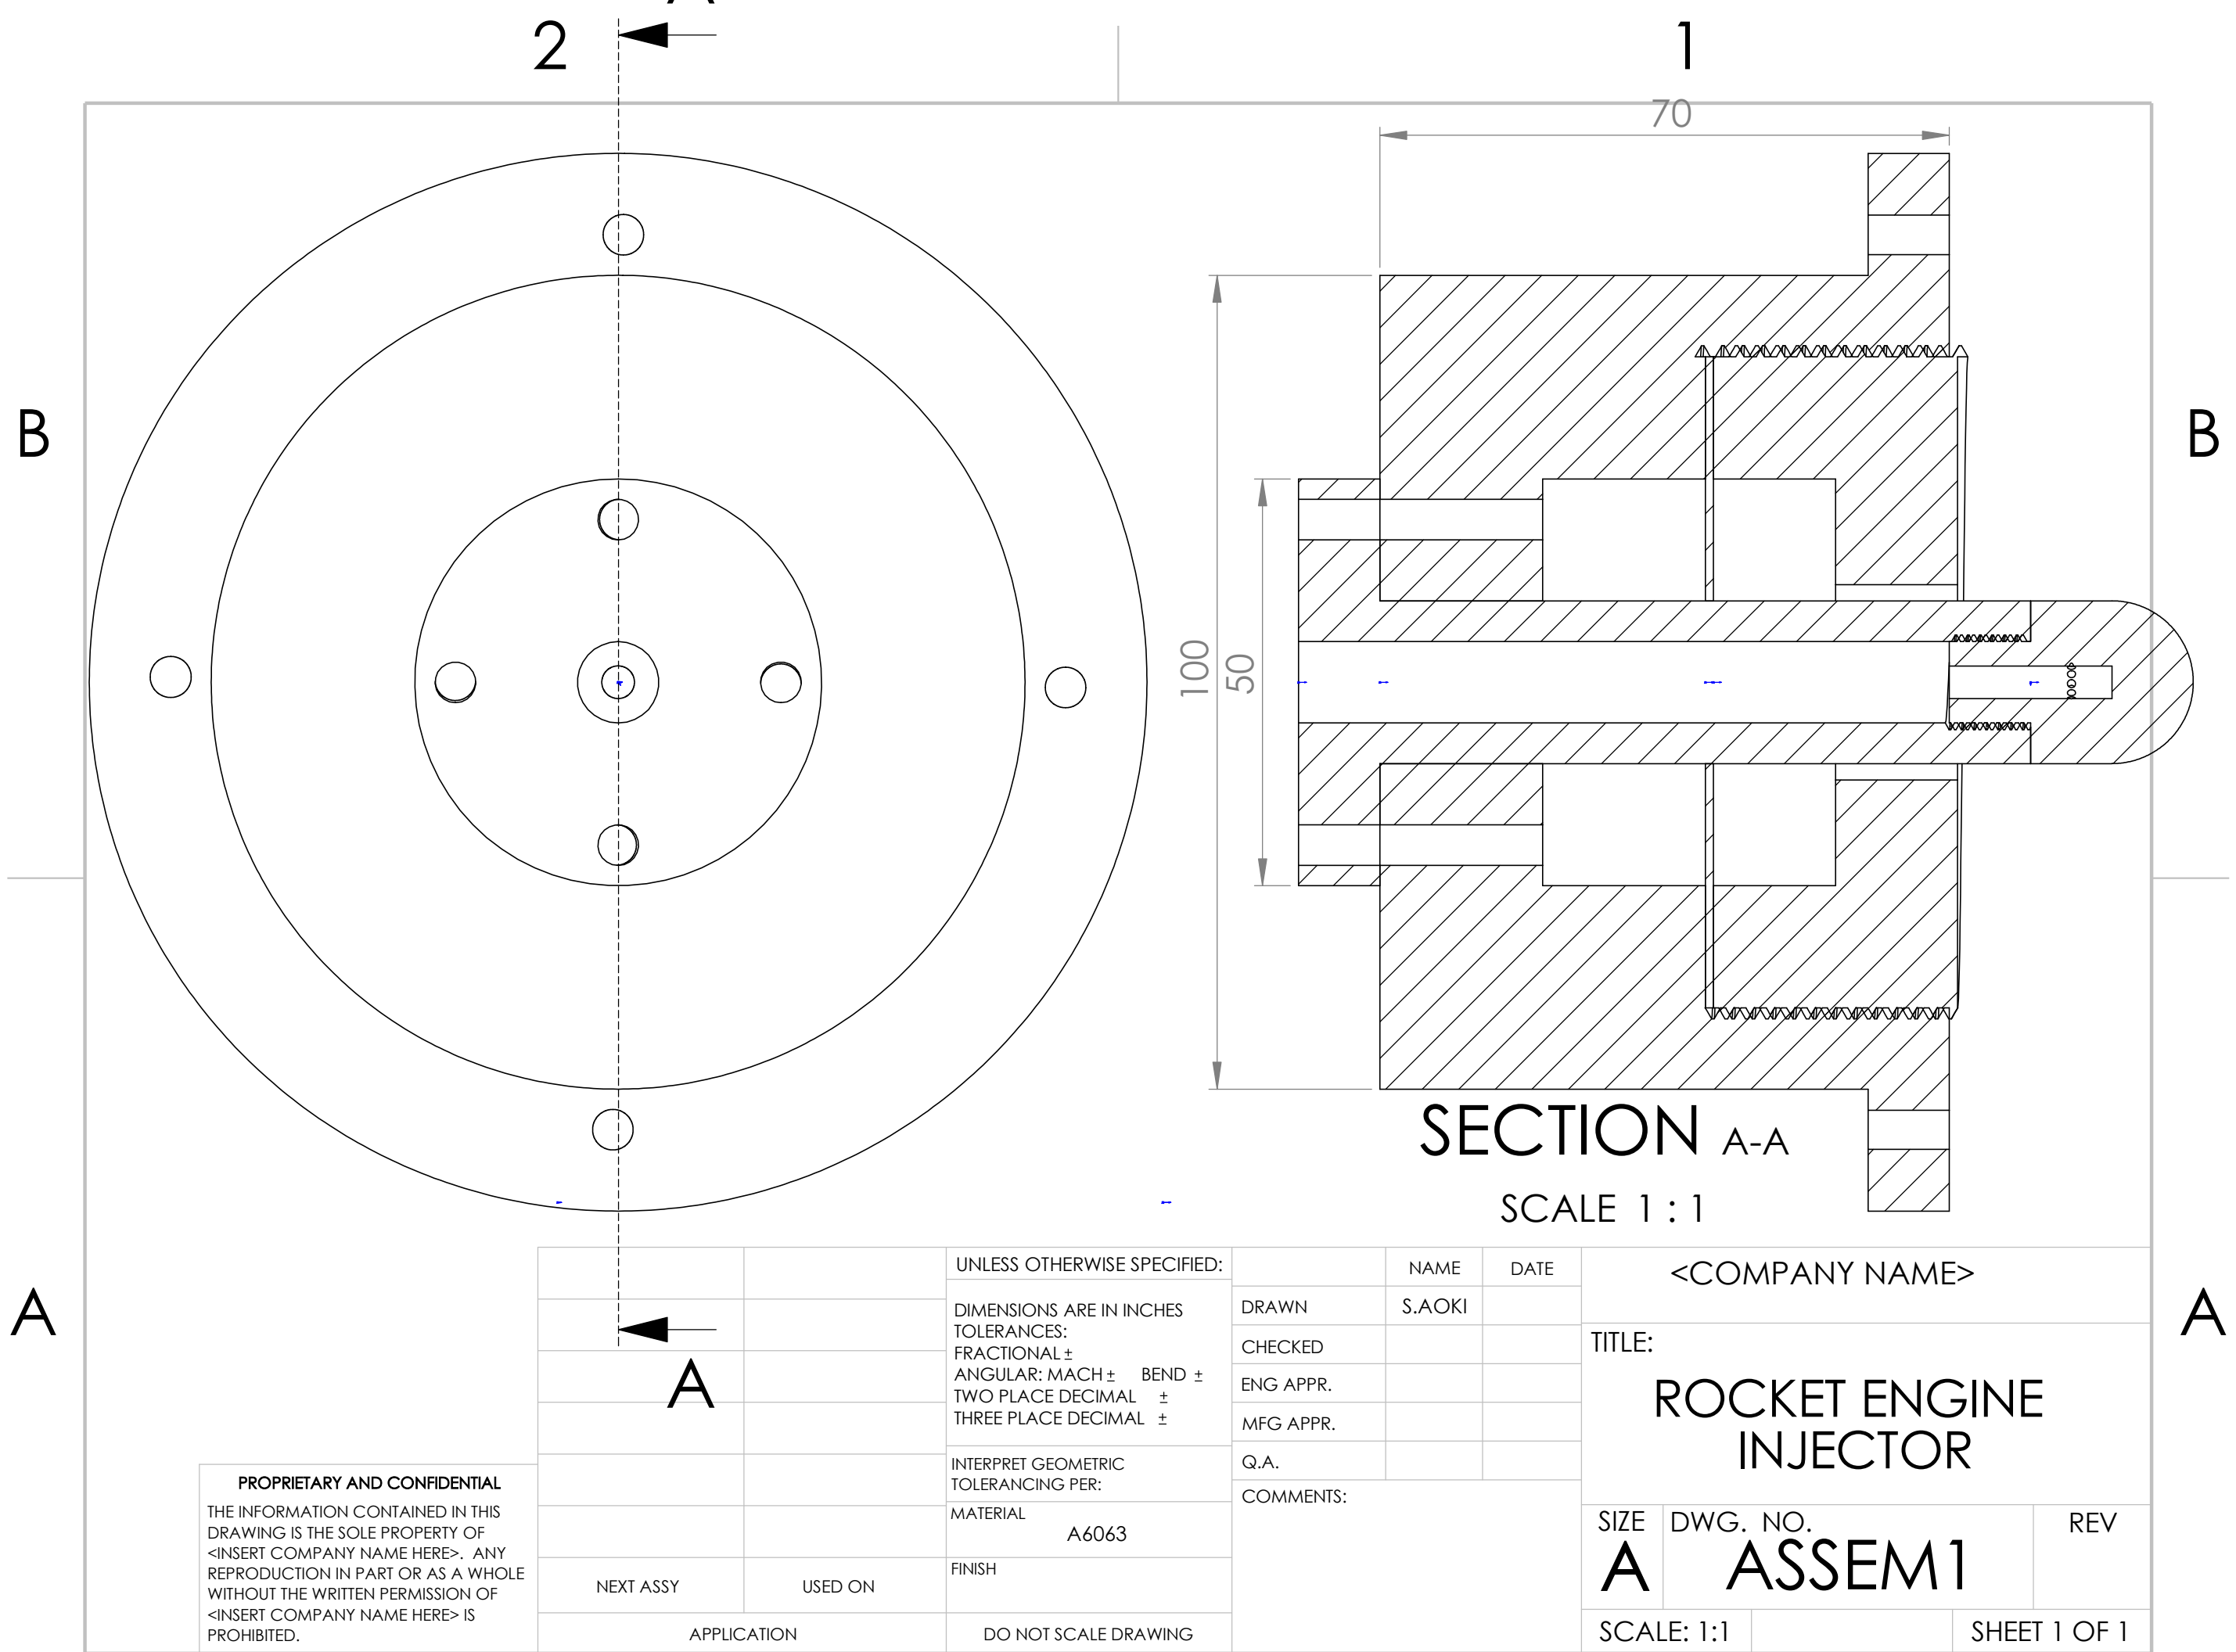 A
2
1
70
B
B
100
50
SECTION A-A
SCALE 1 : 1
A
A
A
UNLESS OTHERWISE SPECIFIED:
DIMENSIONS ARE IN INCHES
TOLERANCES:
FRACTIONAL ±
ANGULAR: MACH ± BEND ±
TWO PLACE DECIMAL ±
THREE PLACE DECIMAL ±
INTERPRET GEOMETRIC
TOLERANCING PER:
MATERIAL
A6063
FINISH
DO NOT SCALE DRAWING
NAME DATE
DRAWN S.AOKI
CHECKED
ENG APPR.
MFG APPR.
Q.A.
COMMENTS:
<COMPANY NAME>
TITLE:
ROCKET ENGINE
INJECTOR
SIZE DWG. NO. REV
A ASSEM1
SCALE: 1:1 SHEET 1 OF 1
PROPRIETARY AND CONFIDENTIAL
THE INFORMATION CONTAINED IN THIS
DRAWING IS THE SOLE PROPERTY OF
<INSERT COMPANY NAME HERE>. ANY
REPRODUCTION IN PART OR AS A WHOLE
WITHOUT THE WRITTEN PERMISSION OF
<INSERT COMPANY NAME HERE> IS
PROHIBITED.
NEXT ASSY USED ON
APPLICATION